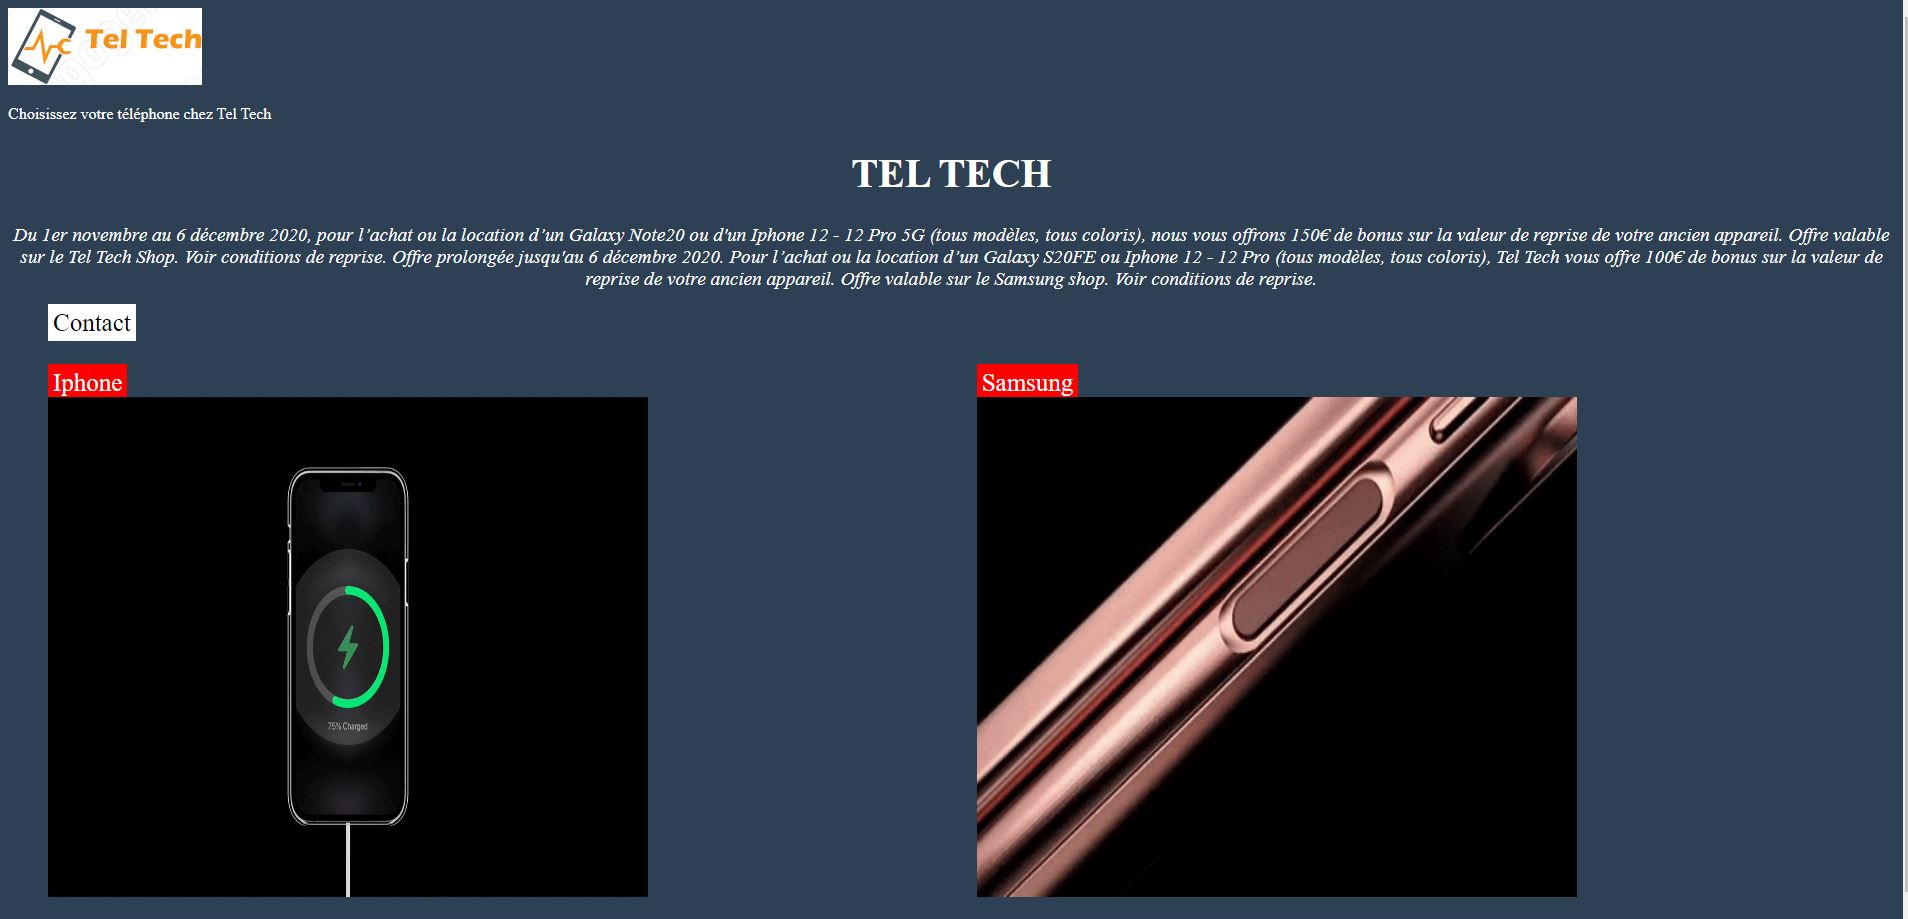 Tel Tech
Choisissez votre téléphone chez Tel Tech
TEL TECH
Du 1er novembre au 6 décembre 2020, pour l’achat ou la location d’un Galaxy Note20 ou d'un Iphone 12 - 12 Pro 5G (tous modèles, tous coloris), nous vous offrons 150€ de bonus sur la valeur de reprise de votre ancien appareil. Offre valable
sur le Tel Tech Shop. Voir conditions de reprise. Offre prolongée jusqu'au 6 décembre 2020. Pour l’achat ou la location d’un Galaxy S20FE ou Iphone 12 - 12 Pro (tous modèles, tous coloris), Tel Tech vous offre 100€ de bonus sur la valeur de
reprise de votre ancien appareil. Offre valable sur le Samsung shop. Voir conditions de reprise.
Contact
Iphone
Samsung
75% Charged